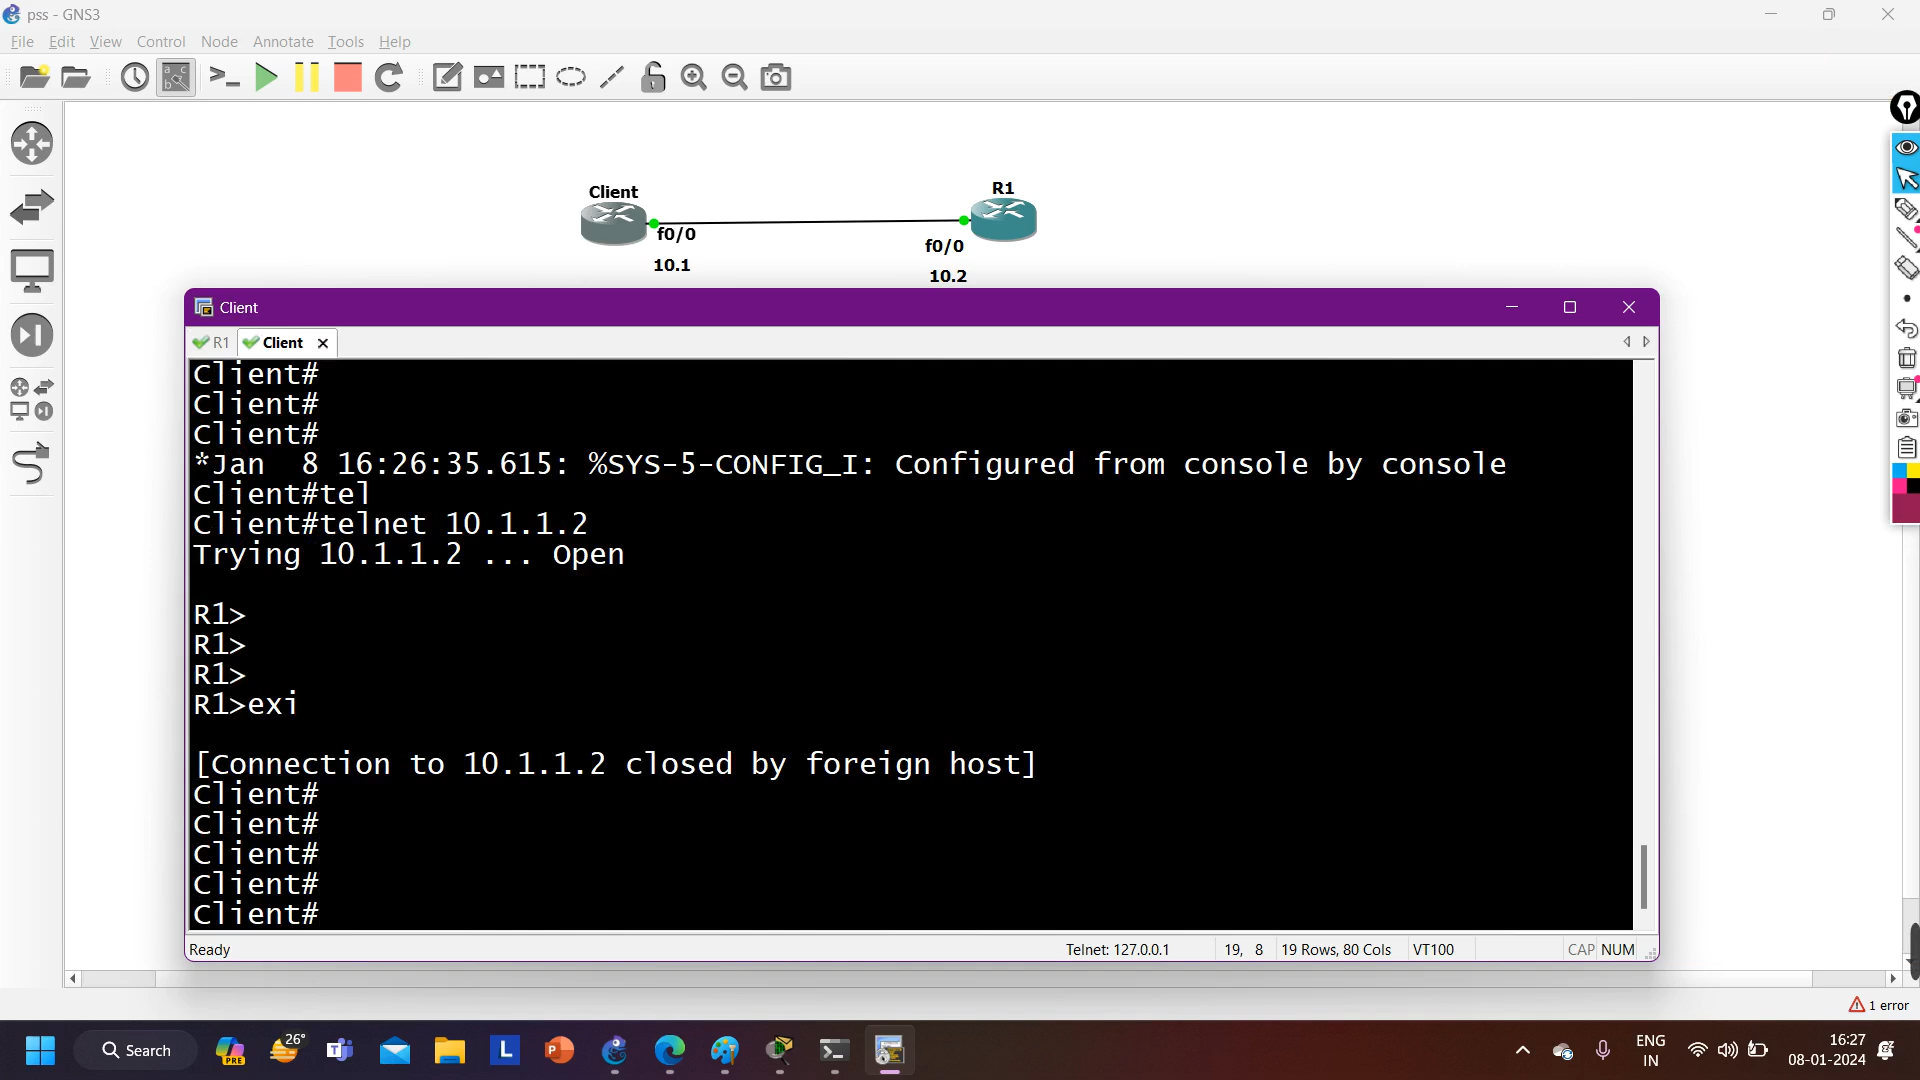 pss - GNS3
File Edit View Control Node Annotate Tools Help
Client
R1
f0/0
f0/0
10.1
10.2
Client
R1 Client
Client#
Client#
Client#
*Jan  8 16:26:35.615: %SYS-5-CONFIG_I: Configured from console by console
Client#tel
Client#telnet 10.1.1.2
Trying 10.1.1.2 ... Open
R1>
R1>
R1>
R1>exi
[Connection to 10.1.1.2 closed by foreign host]
Client#
Client#
Client#
Client#
Client#
Ready Telnet: 127.0.0.1 19, 8 19 Rows, 80 Cols VT100 CAP NUM
1 error
Search PRE 26° ENG IN 16:27 08-01-2024